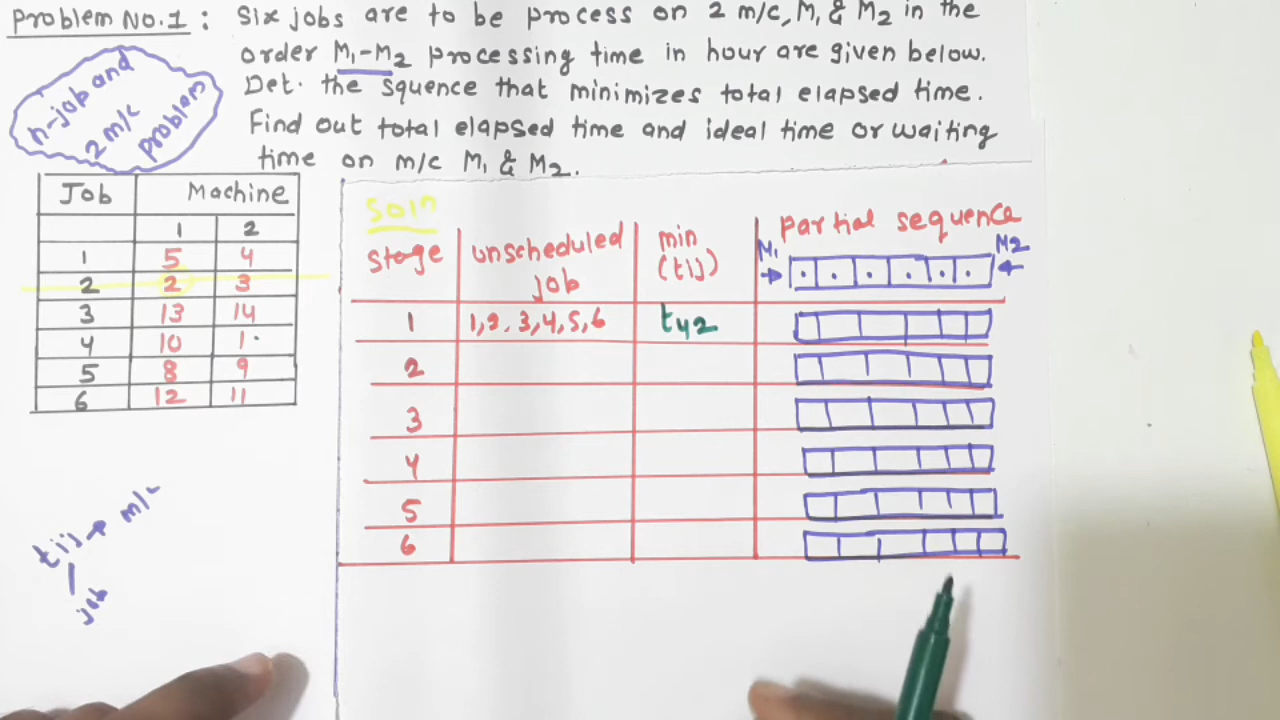 Problem No.1 : Six jobs are to be process on 2 m/c, M1 & M2 in the
order M1-M2 processing time in hour are given below.
Det. the squence that minimizes total elapsed time.
Find out total elapsed time and ideal time or waiting
time on m/c M1 & M2.
n-job and
2 m/c
problem
Job Machine
1 2
1 5 4
2 2 3
3 13 14
4 10 1
5 8 9
6 12 11
tij → m/c
job
Soln
stage unscheduled job min (tij) partial sequence
M1 M2
1 1,2,3,4,5,6 t42
2
3
4
5
6